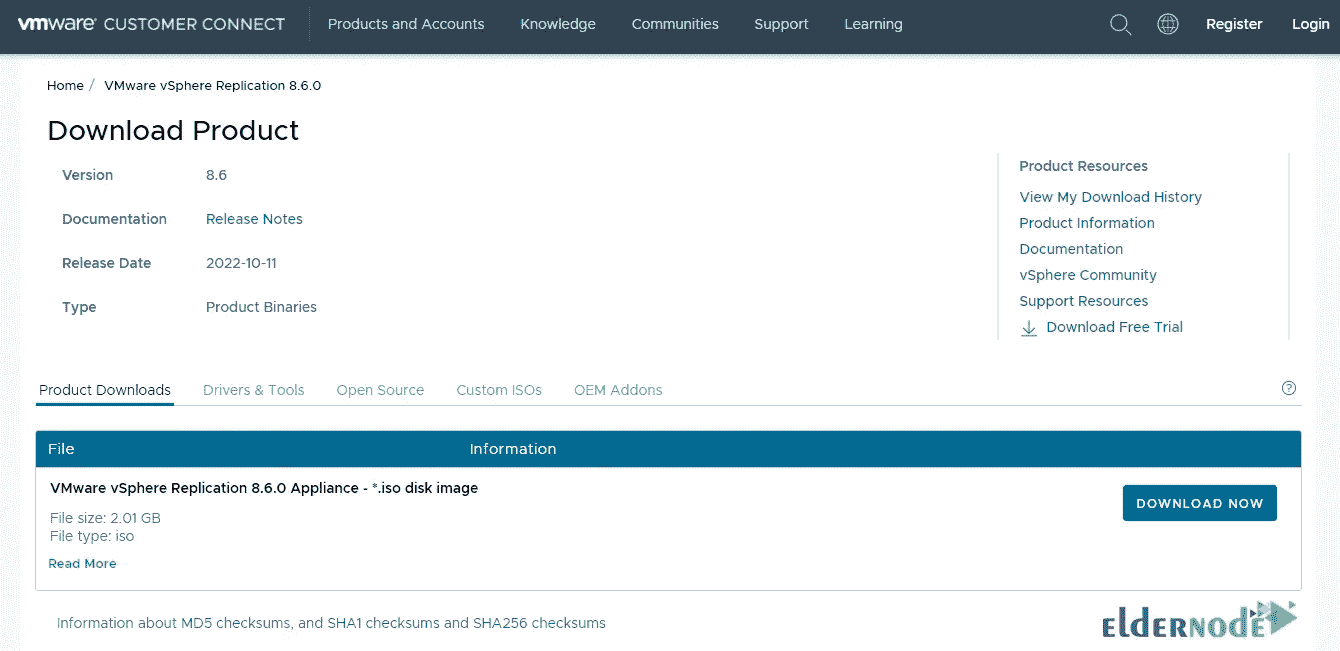 vmware® CUSTOMER CONNECT Products and Accounts Knowledge Communities Support Learning Register Login
Home / VMware vSphere Replication 8.6.0
Download Product
Version 8.6
Documentation Release Notes
Release Date 2022-10-11
Type Product Binaries
Product Resources
View My Download History
Product Information
Documentation
vSphere Community
Support Resources
Download Free Trial
Product Downloads Drivers & Tools Open Source Custom ISOs OEM Addons ?
File Information
VMware vSphere Replication 8.6.0 Appliance - *.iso disk image
File size: 2.01 GB
File type: iso
Read More
DOWNLOAD NOW
Information about MD5 checksums, and SHA1 checksums and SHA256 checksums
elderNode